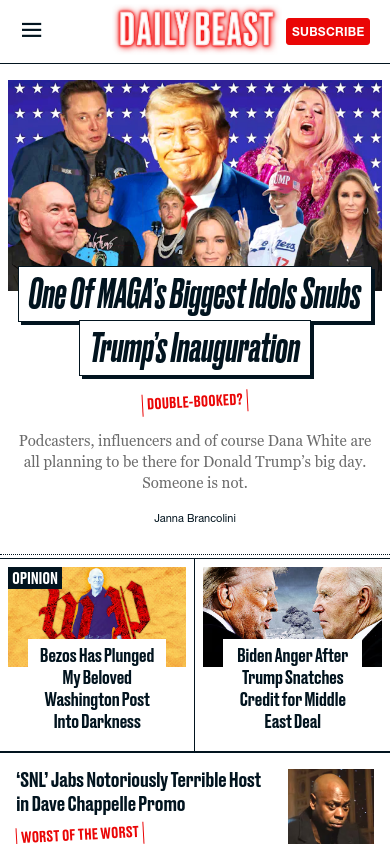 DAILY BEAST
SUBSCRIBE
TRUMP
One Of MAGA's Biggest Idols Snubs
Trump's Inauguration
DOUBLE-BOOKED?
Podcasters, influencers and of course Dana White are
all planning to be there for Donald Trump's big day.
Someone is not.
Janna Brancolini
OPINION
Bezos Has Plunged
My Beloved
Washington Post
Into Darkness
Biden Anger After
Trump Snatches
Credit for Middle
East Deal
‘SNL’ Jabs Notoriously Terrible Host
in Dave Chappelle Promo
WORST OF THE WORST